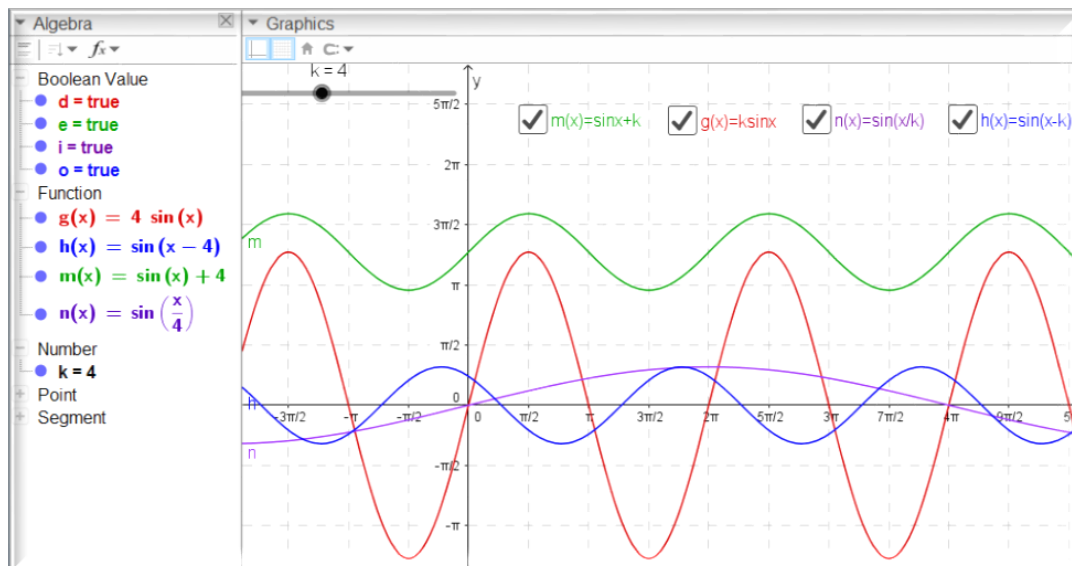 Algebra
Graphics
fx
Boolean Value
d = true
e = true
i = true
o = true
Function
g(x) = 4 sin (x)
h(x) = sin (x − 4)
m(x) = sin (x) + 4
n(x) = sin (x/4)
Number
k = 4
Point
Segment
k = 4
y
m(x)=sinx+k
g(x)=ksinx
n(x)=sin(x/k)
h(x)=sin(x-k)
5π/2
2π
3π/2
π
π/2
0
-π/2
-π
m
h
n
-3π/2 -π -π/2 0 π/2 π 3π/2 2π 5π/2 3π 7π/2 4π 9π/2